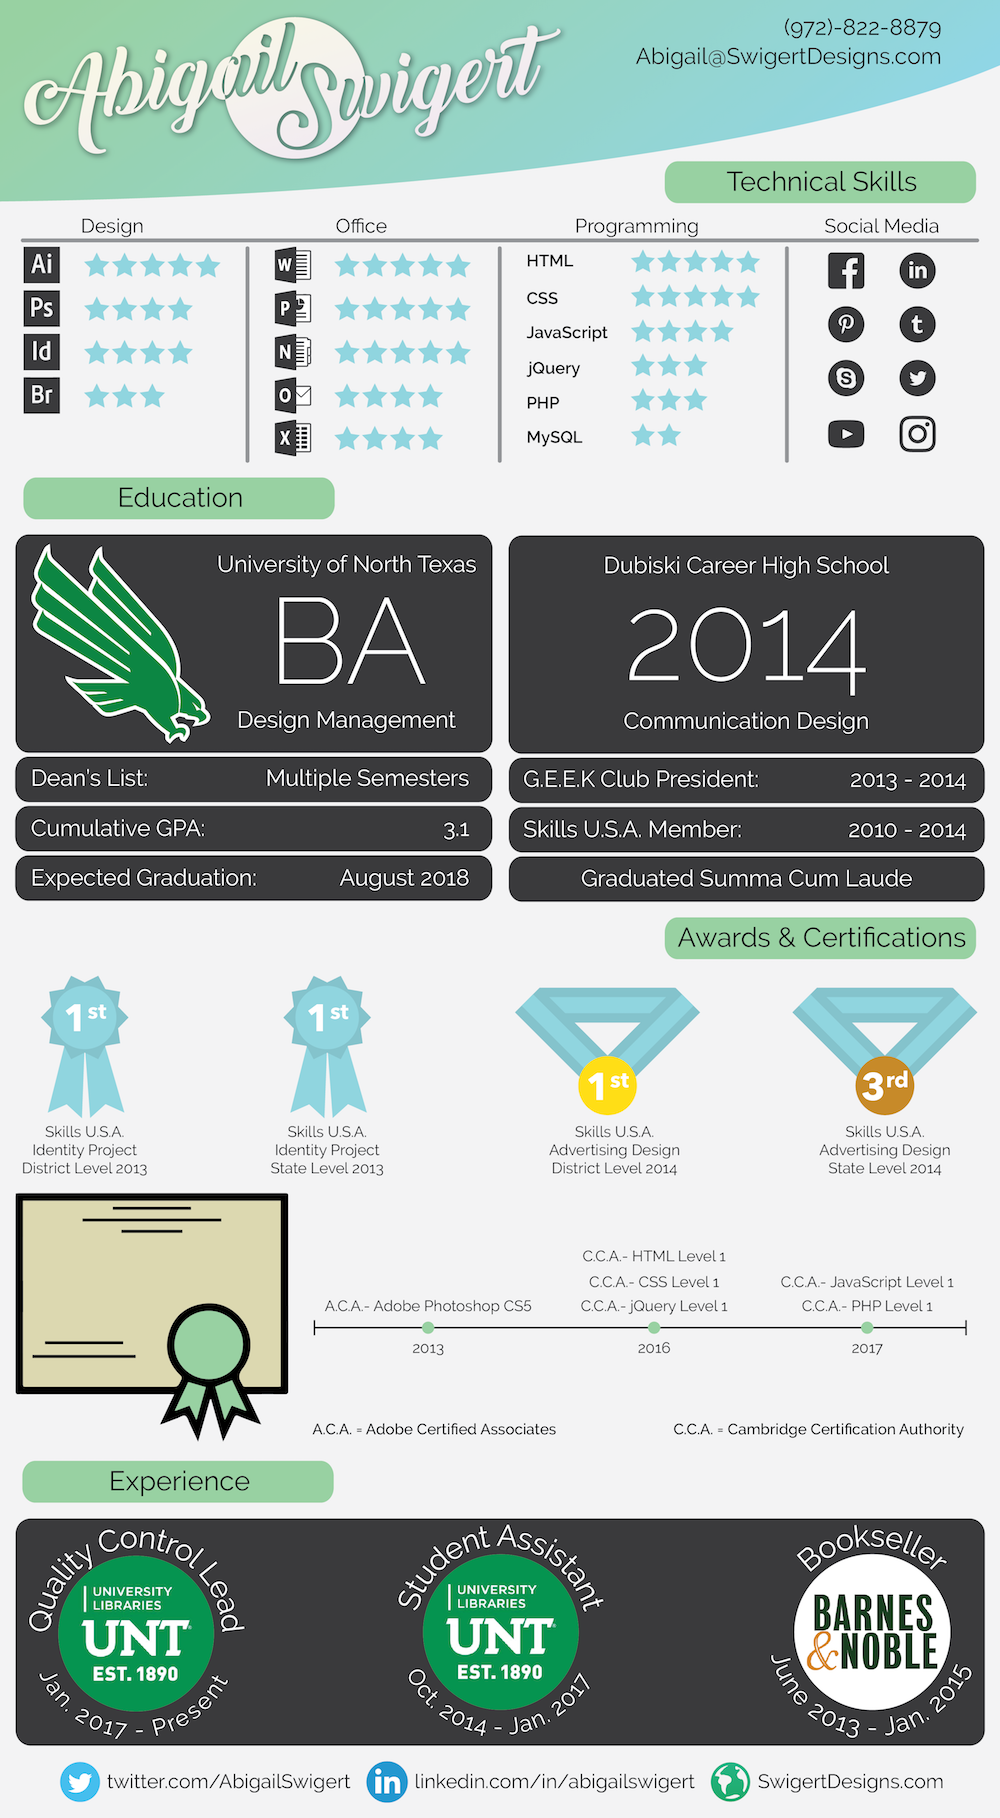 Abigail Swigert
(972)-822-8879
Abigail@SwigertDesigns.com
Technical Skills
Design
Office
Programming
Social Media
Ai
Ps
Id
Br
W
P
N
O
X
HTML
CSS
JavaScript
jQuery
PHP
MySQL
f
in
p
t
S
Education
University of North Texas
BA
Design Management
Dean's List: Multiple Semesters
Cumulative GPA: 3.1
Expected Graduation: August 2018
Dubiski Career High School
2014
Communication Design
G.E.E.K Club President: 2013 - 2014
Skills U.S.A. Member: 2010 - 2014
Graduated Summa Cum Laude
Awards & Certifications
1st
Skills U.S.A.
Identity Project
District Level 2013
1st
Skills U.S.A.
Identity Project
State Level 2013
1st
Skills U.S.A.
Advertising Design
District Level 2014
3rd
Skills U.S.A.
Advertising Design
State Level 2014
A.C.A.- Adobe Photoshop CS5
2013
C.C.A.- HTML Level 1
C.C.A.- CSS Level 1
C.C.A.- jQuery Level 1
2016
C.C.A.- JavaScript Level 1
C.C.A.- PHP Level 1
2017
A.C.A. = Adobe Certified Associates
C.C.A. = Cambridge Certification Authority
Experience
Quality Control Lead
UNIVERSITY
LIBRARIES
UNT
EST. 1890
Jan. 2017 - Present
Student Assistant
UNIVERSITY
LIBRARIES
UNT
EST. 1890
Oct. 2014 - Jan. 2017
Bookseller
BARNES
&NOBLE
June 2013 - Jan. 2015
twitter.com/AbigailSwigert
in linkedin.com/in/abigailswigert
SwigertDesigns.com